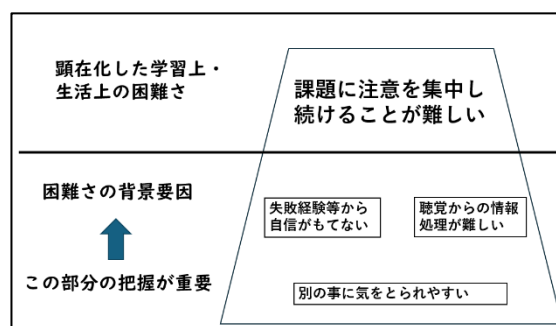 顕在化した学習上・
生活上の困難さ
課題に注意を集中し
続けることが難しい
困難さの背景要因
この部分の把握が重要
失敗経験等から
自信がもてない
聴覚からの情報
処理が難しい
別の事に気をとられやすい